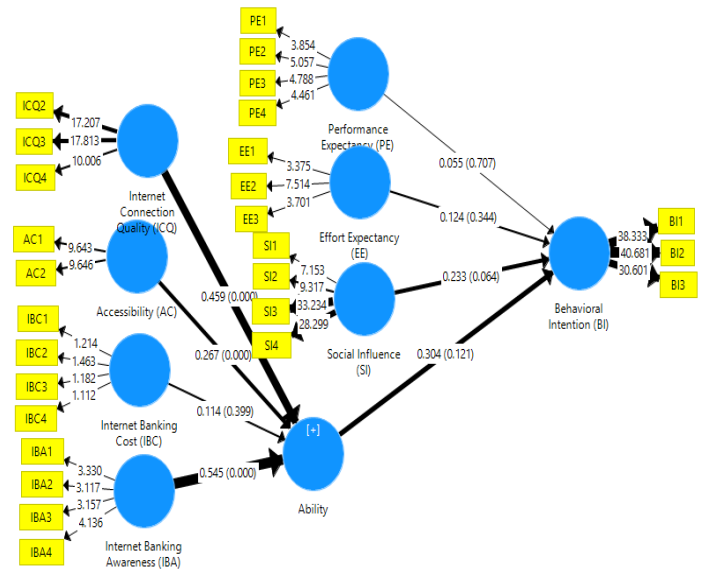 PE1
PE2
PE3
PE4
3.854
5.057
4.788
4.461
Performance
Expectancy (PE)
0.055 (0.707)
ICQ2
ICQ3
ICQ4
17.207
17.813
10.006
Internet
Connection
Quality (ICQ)
0.459 (0.000)
EE1
EE2
EE3
3.375
7.514
3.701
Effort Expectancy
(EE)
0.124 (0.344)
AC1
AC2
9.643
9.646
Accessibility (AC)
0.267 (0.000)
SI1
SI2
SI3
SI4
7.153
9.317
33.234
28.299
Social Influence
(SI)
0.233 (0.064)
BI1
BI2
BI3
38.333
40.681
30.601
Behavioral
Intention (BI)
IBC1
IBC2
IBC3
IBC4
1.214
1.463
1.182
1.112
Internet Banking
Cost (IBC)
0.114 (0.399)
0.304 (0.121)
[+]
Ability
IBA1
IBA2
IBA3
IBA4
3.330
3.117
3.157
4.136
Internet Banking
Awareness (IBA)
0.545 (0.000)